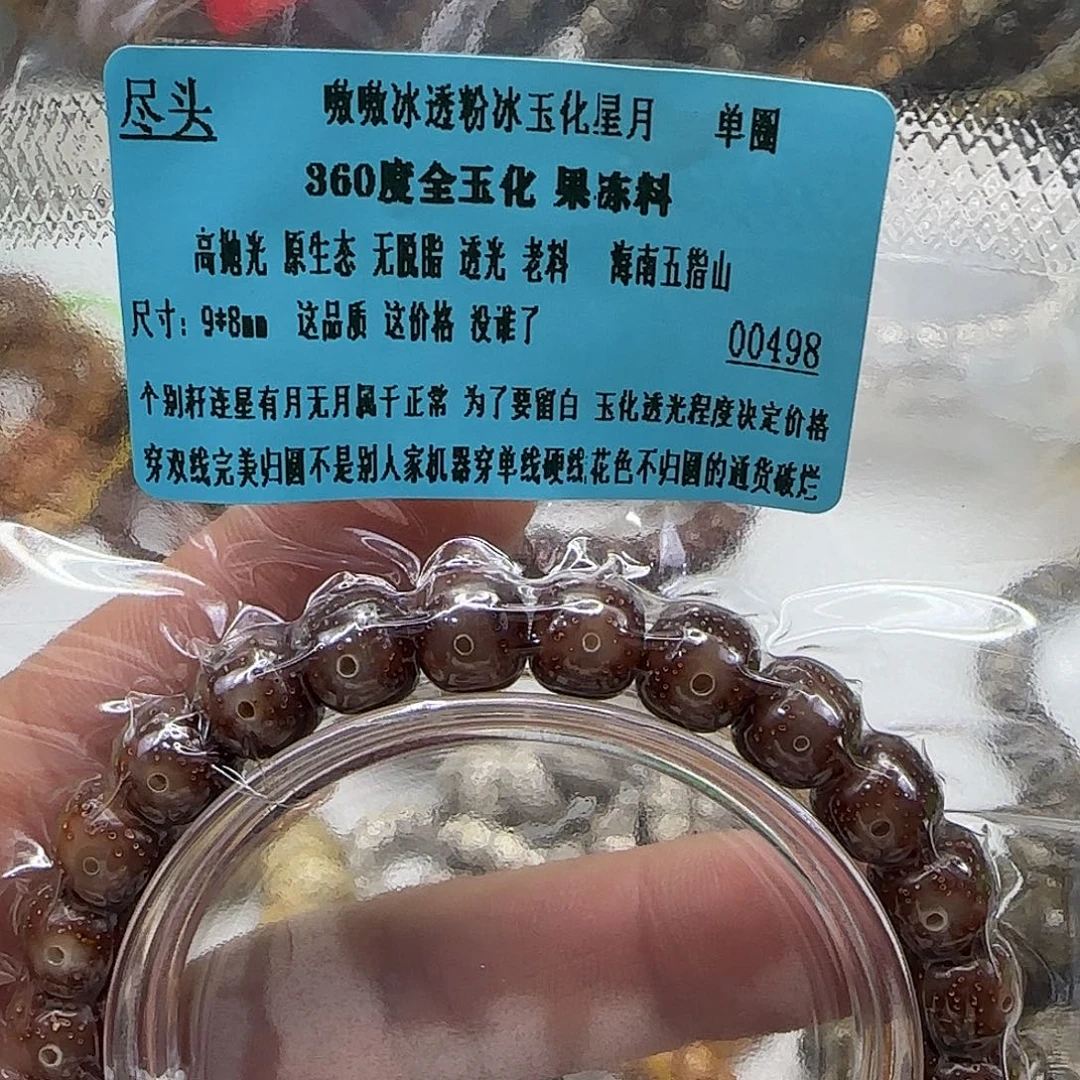 尽头 嗷嗷冰透粉冰玉化星月 单圈
360度全玉化 果冻料
高抛光 原生态 无脱脂 透光 老料 海南五指山
尺寸：9*8mm 这品质 这价格 没谁了
00498
个别轩连星有月无月属于正常 为了要留白 玉化透光程度决定价格
穿双线完美归圆不是别人家机器穿单线硬线花色不归圆的通货破烂